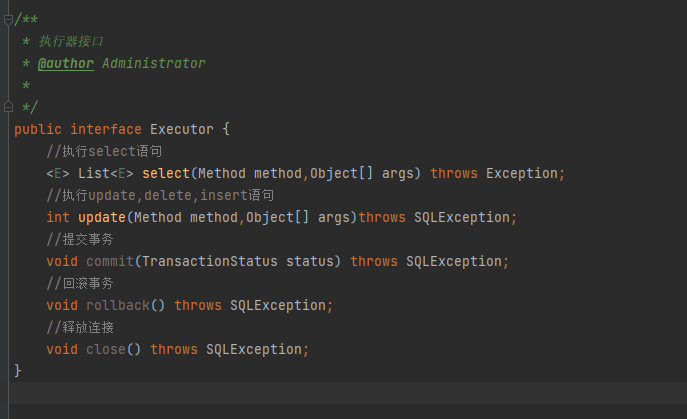 /**
 * 执行器接口
 * @author Administrator
 *
 */
public interface Executor {
    //执行select语句
    <E> List<E> select(Method method,Object[] args) throws Exception;
    //执行update,delete,insert语句
    int update(Method method,Object[] args)throws SQLException;
    //提交事务
    void commit(TransactionStatus status) throws SQLException;
    //回滚事务
    void rollback() throws SQLException;
    //释放连接
    void close() throws SQLException;
}